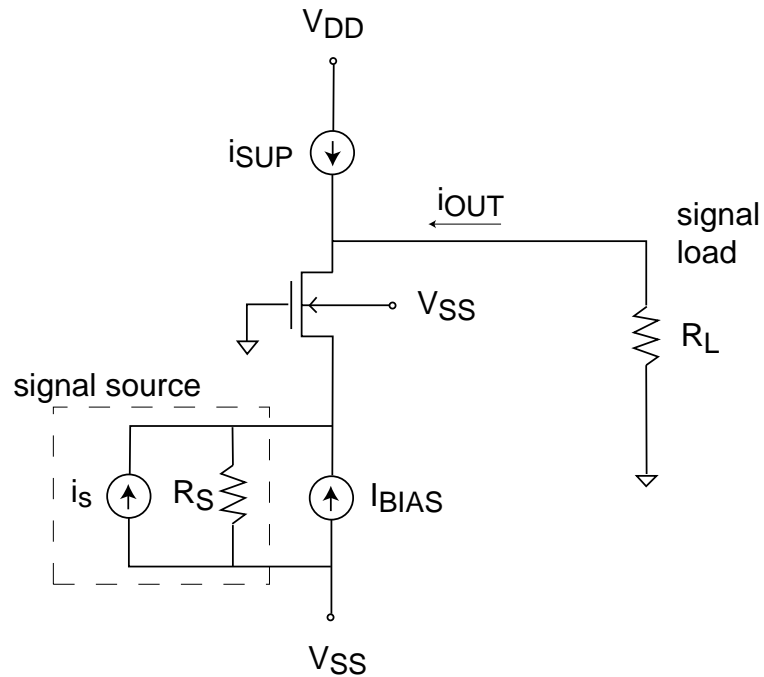 VDD
iSUP
iOUT
signal
load
VSS
RL
signal source
is
RS
IBIAS
VSS